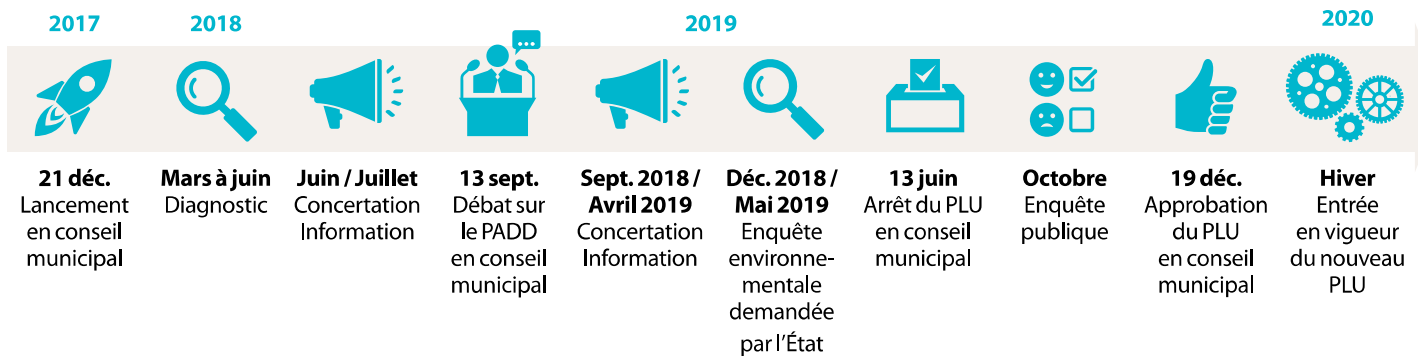 2017
2018
2019
2020
21 déc.
Lancement
en conseil
municipal
Mars à juin
Diagnostic
Juin / Juillet
Concertation
Information
13 sept.
Débat sur
le PADD
en conseil
municipal
Sept. 2018 /
Avril 2019
Concertation
Information
Déc. 2018 /
Mai 2019
Enquête
environne-
mentale
demandée
par l'État
13 juin
Arrêt du PLU
en conseil
municipal
Octobre
Enquête
publique
19 déc.
Approbation
du PLU
en conseil
municipal
Hiver
Entrée
en vigueur
du nouveau
PLU